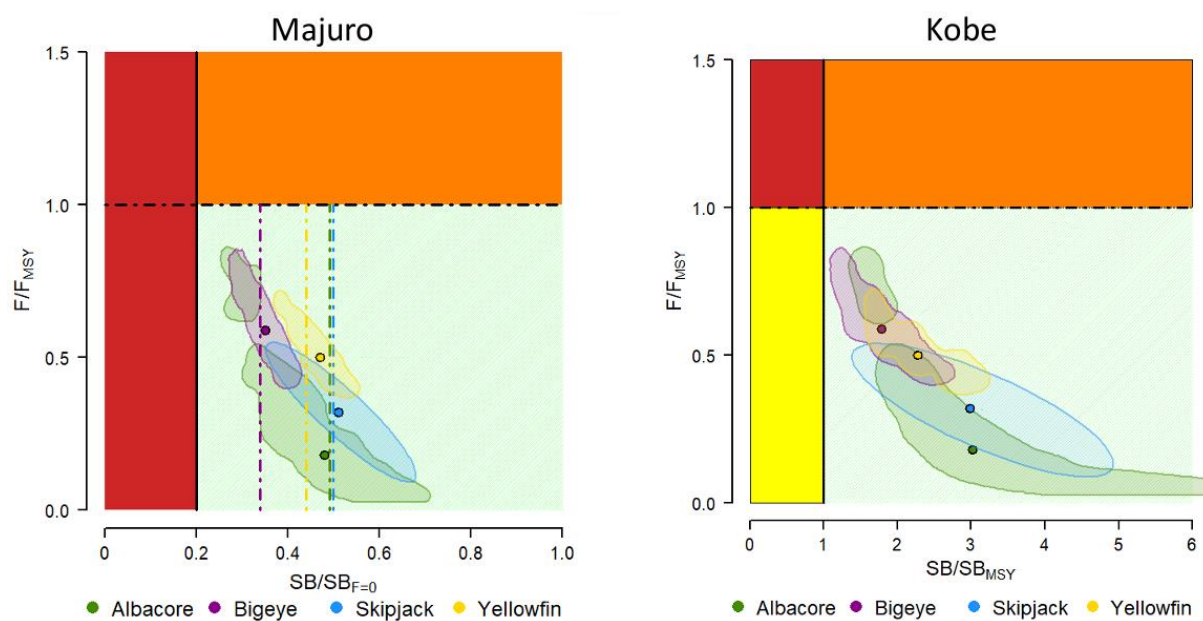 Majuro
1.5
1.0
0.5
0.0
F/FMSY
0 0.2 0.4 0.6 0.8 1.0
SB/SBF=0
Albacore Bigeye Skipjack Yellowfin
Kobe
1.5
1.0
0.5
0.0
F/FMSY
0 1 2 3 4 5 6
SB/SBMSY
Albacore Bigeye Skipjack Yellowfin